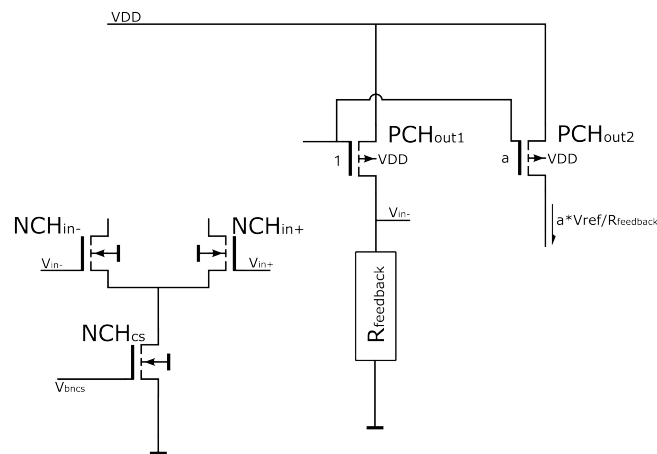 VDD
PCHout1
PCHout2
1
VDD
a
VDD
Vin-
a*Vref/Rfeedback
NCHin-
NCHin+
Vin-
Vin+
Rfeedback
NCHcs
Vbncs